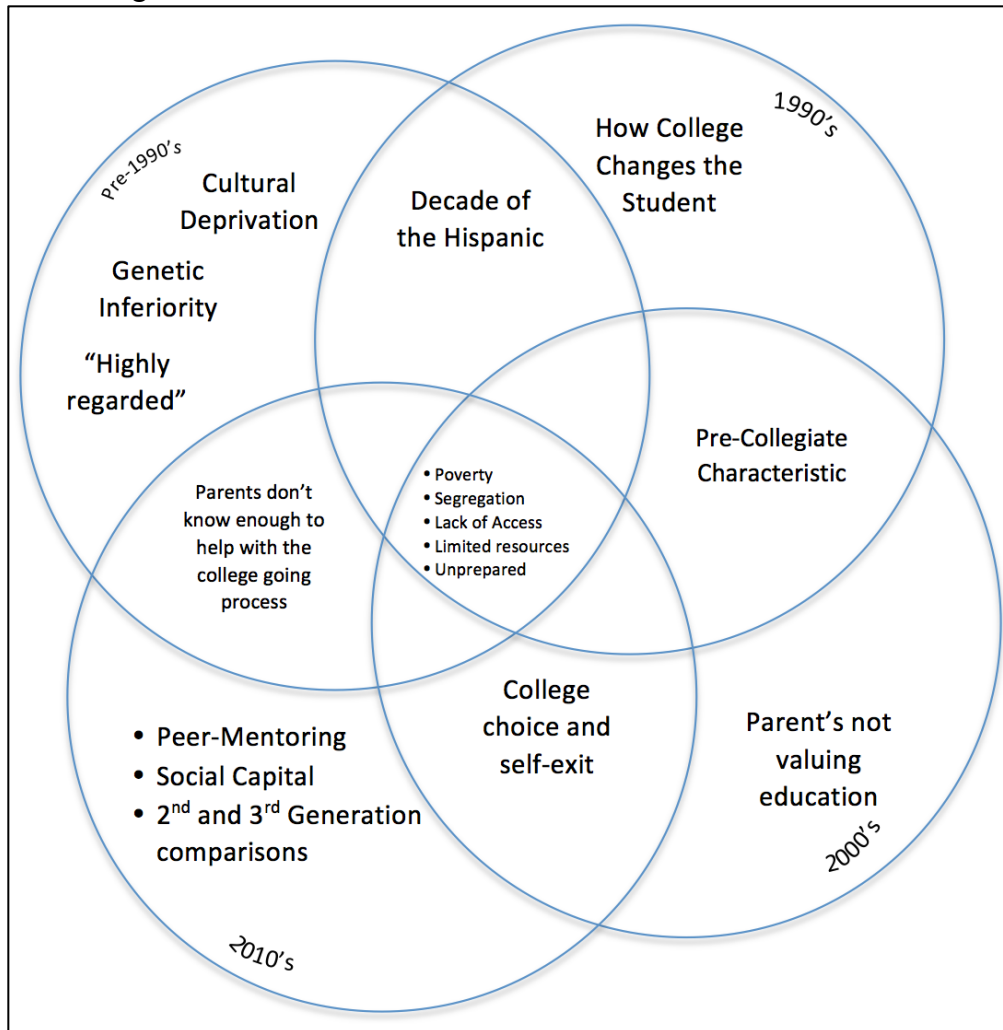 Pre-1990's
Cultural
Deprivation
Genetic
Inferiority
“Highly
regarded”
Decade of
the Hispanic
1990's
How College
Changes the
Student
Pre-Collegiate
Characteristic
Parents don't
know enough to
help with the
college going
process
• Poverty
• Segregation
• Lack of Access
• Limited resources
• Unprepared
College
choice and
self-exit
• Peer-Mentoring
• Social Capital
• 2nd and 3rd Generation
comparisons
2010's
Parent's not
valuing
education
2000's